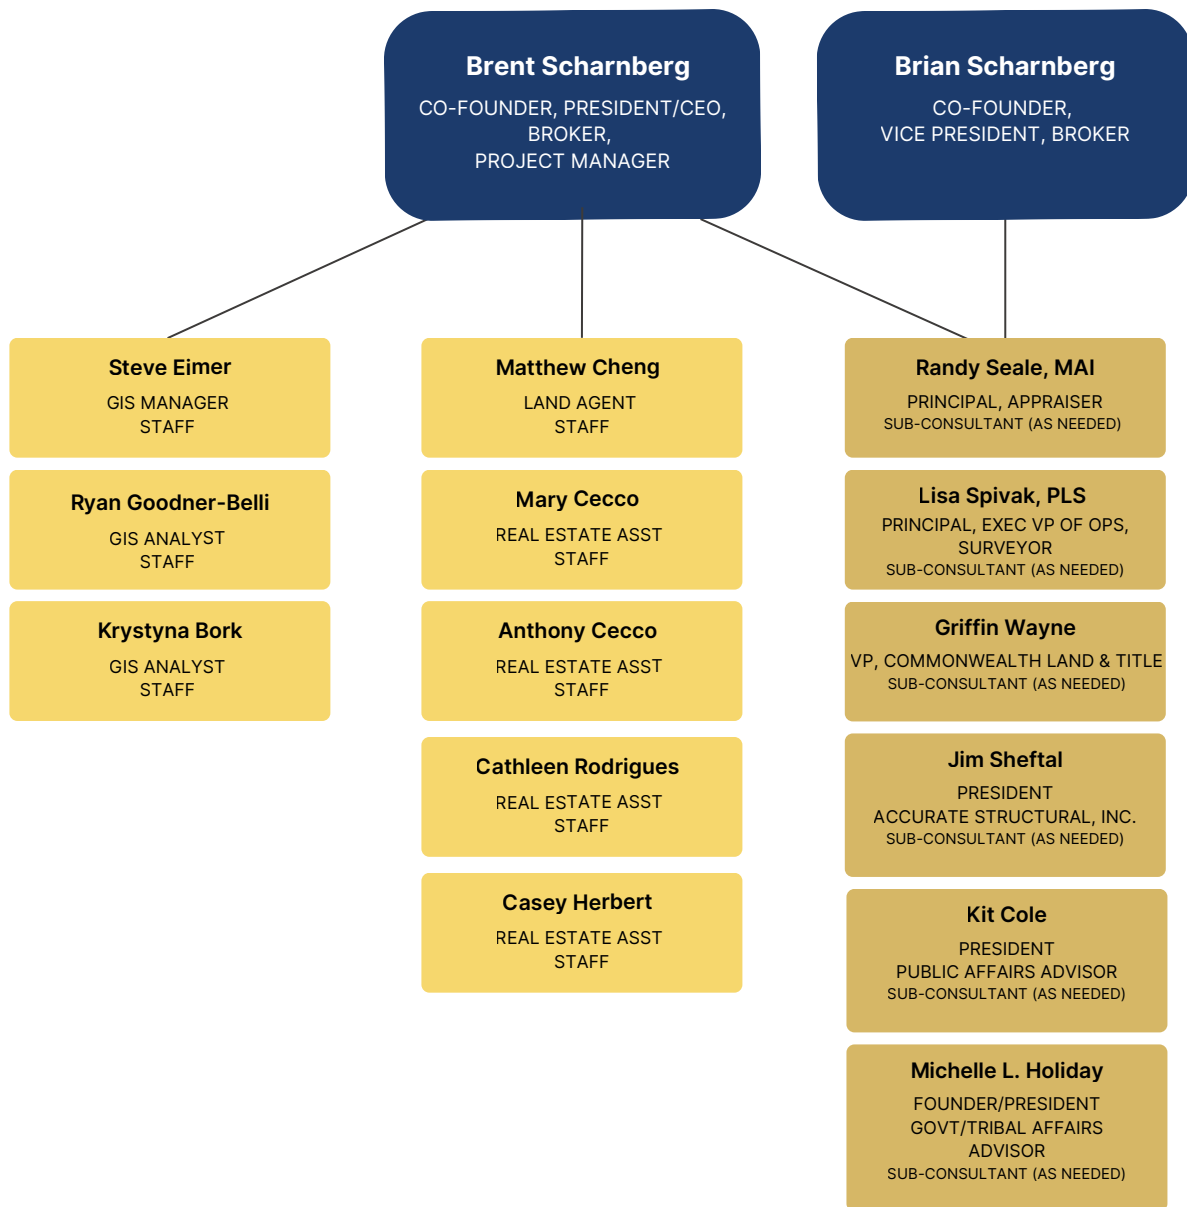 Brent Scharnberg
CO-FOUNDER, PRESIDENT/CEO,
BROKER,
PROJECT MANAGER
Brian Scharnberg
CO-FOUNDER,
VICE PRESIDENT, BROKER
Steve Eimer
GIS MANAGER
STAFF
Ryan Goodner-Belli
GIS ANALYST
STAFF
Krystyna Bork
GIS ANALYST
STAFF
Matthew Cheng
LAND AGENT
STAFF
Mary Cecco
REAL ESTATE ASST
STAFF
Anthony Cecco
REAL ESTATE ASST
STAFF
Cathleen Rodrigues
REAL ESTATE ASST
STAFF
Casey Herbert
REAL ESTATE ASST
STAFF
Randy Seale, MAI
PRINCIPAL, APPRAISER
SUB-CONSULTANT (AS NEEDED)
Lisa Spivak, PLS
PRINCIPAL, EXEC VP OF OPS,
SURVEYOR
SUB-CONSULTANT (AS NEEDED)
Griffin Wayne
VP, COMMONWEALTH LAND & TITLE
SUB-CONSULTANT (AS NEEDED)
Jim Sheftal
PRESIDENT
ACCURATE STRUCTURAL, INC.
SUB-CONSULTANT (AS NEEDED)
Kit Cole
PRESIDENT
PUBLIC AFFAIRS ADVISOR
SUB-CONSULTANT (AS NEEDED)
Michelle L. Holiday
FOUNDER/PRESIDENT
GOVT/TRIBAL AFFAIRS
ADVISOR
SUB-CONSULTANT (AS NEEDED)